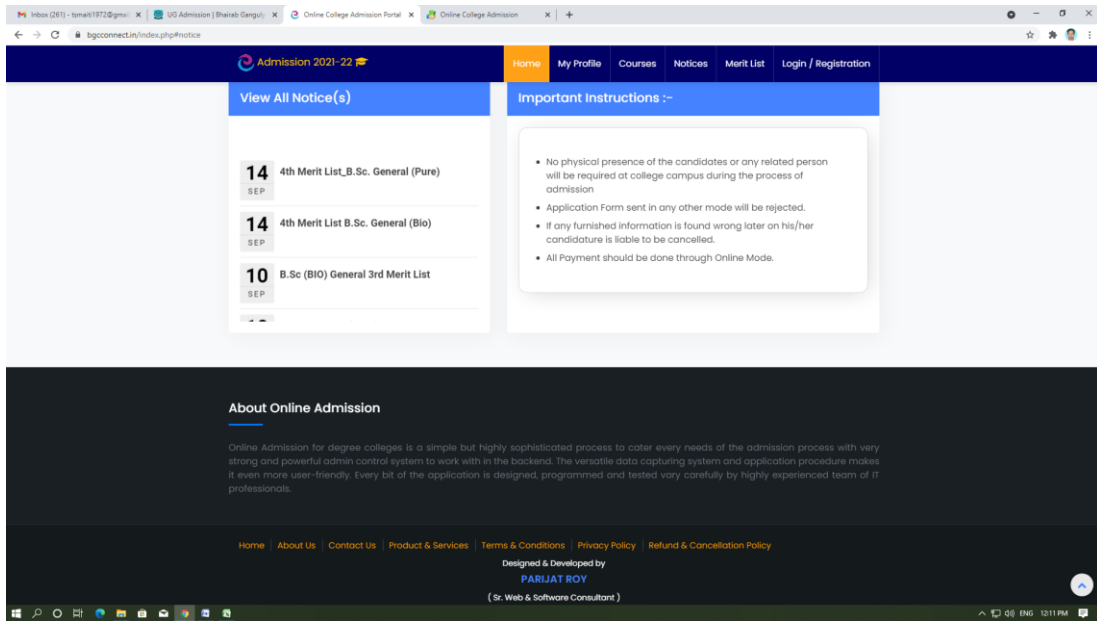 Inbox (261) - tsmaiti1972@gmail
UG Admission | Bhairab Ganguly
Online College Admission Portal
Online College Admission
bgcconnect.in/index.php#notice
Admission 2021-22
Home My Profile Courses Notices Merit List Login / Registration
View All Notice(s)
14 SEP
4th Merit List_B.Sc. General (Pure)
14 SEP
4th Merit List B.Sc. General (Bio)
10 SEP
B.Sc (BIO) General 3rd Merit List
Important Instructions :-
No physical presence of the candidates or any related person
will be required at college campus during the process of
admission
Application Form sent in any other mode will be rejected.
If any furnished information is found wrong later on his/her
candidature is liable to be cancelled.
All Payment should be done through Online Mode.
About Online Admission
Online Admission for degree colleges is a simple but highly sophisticated process to cater every needs of the admission process with very
strong and powerful admin control system to work with in the backend. The versatile data capturing system and application procedure makes
it even more user-friendly. Every bit of the application is designed, programmed and tested vary carefully by highly experienced team of IT
professionals.
Home | About Us | Contact Us | Product & Services | Terms & Conditions | Privacy Policy | Refund & Cancellation Policy
Designed & Developed by
PARIJAT ROY
( Sr. Web & Software Consultant )
ENG 12:11 PM